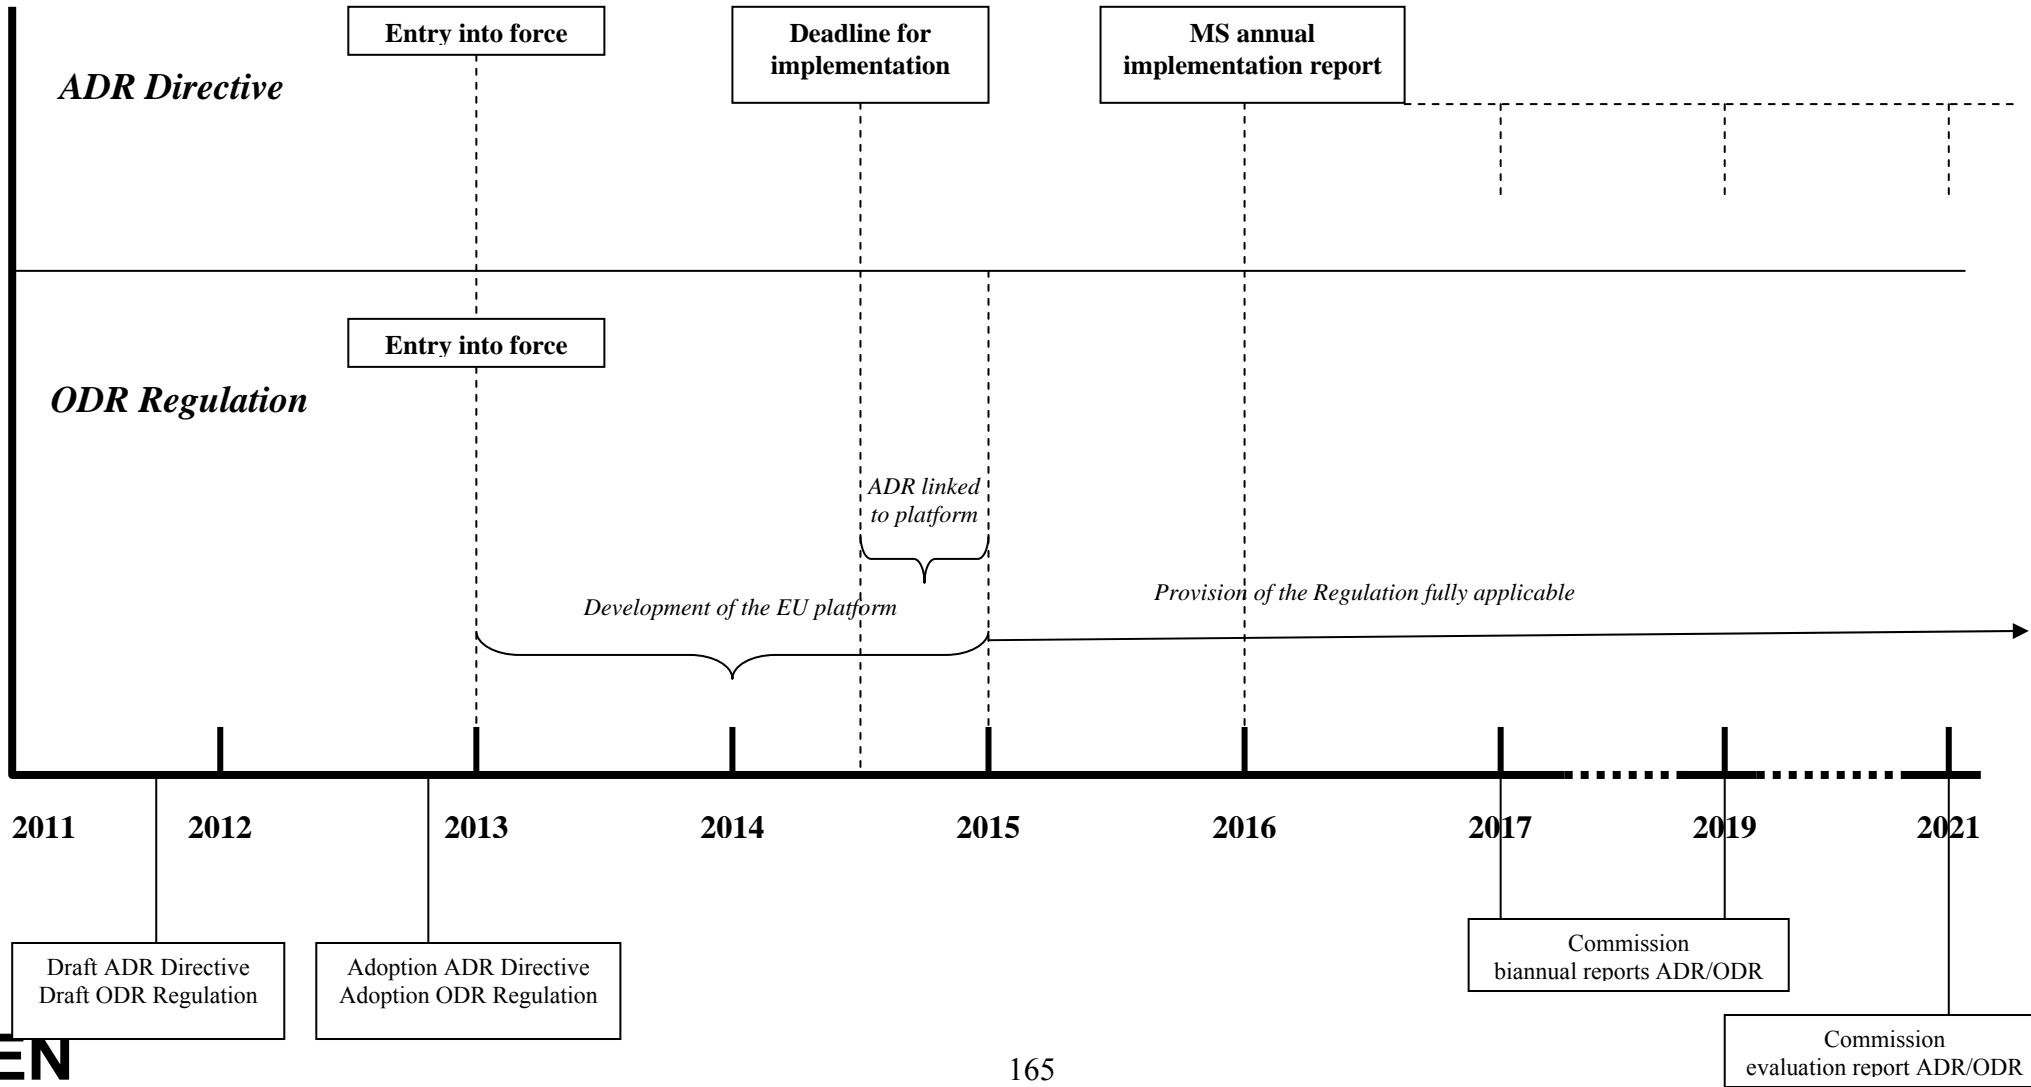 Entry into force
Deadline for
implementation
MS annual
implementation report
ADR Directive
Entry into force
ODR Regulation
ADR linked
to platform
Development of the EU platform
Provision of the Regulation fully applicable
2011
2012
2013
2014
2015
2016
2017
2019
2021
Draft ADR Directive
Draft ODR Regulation
Adoption ADR Directive
Adoption ODR Regulation
Commission
biannual reports ADR/ODR
Commission
evaluation report ADR/ODR
EN
165